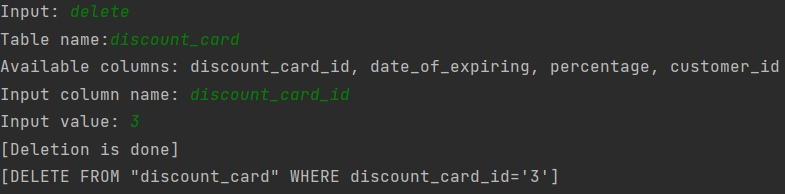 Input: delete
Table name:discount_card
Available columns: discount_card_id, date_of_expiring, percentage, customer_id
Input column name: discount_card_id
Input value: 3
[Deletion is done]
[DELETE FROM "discount_card" WHERE discount_card_id='3']